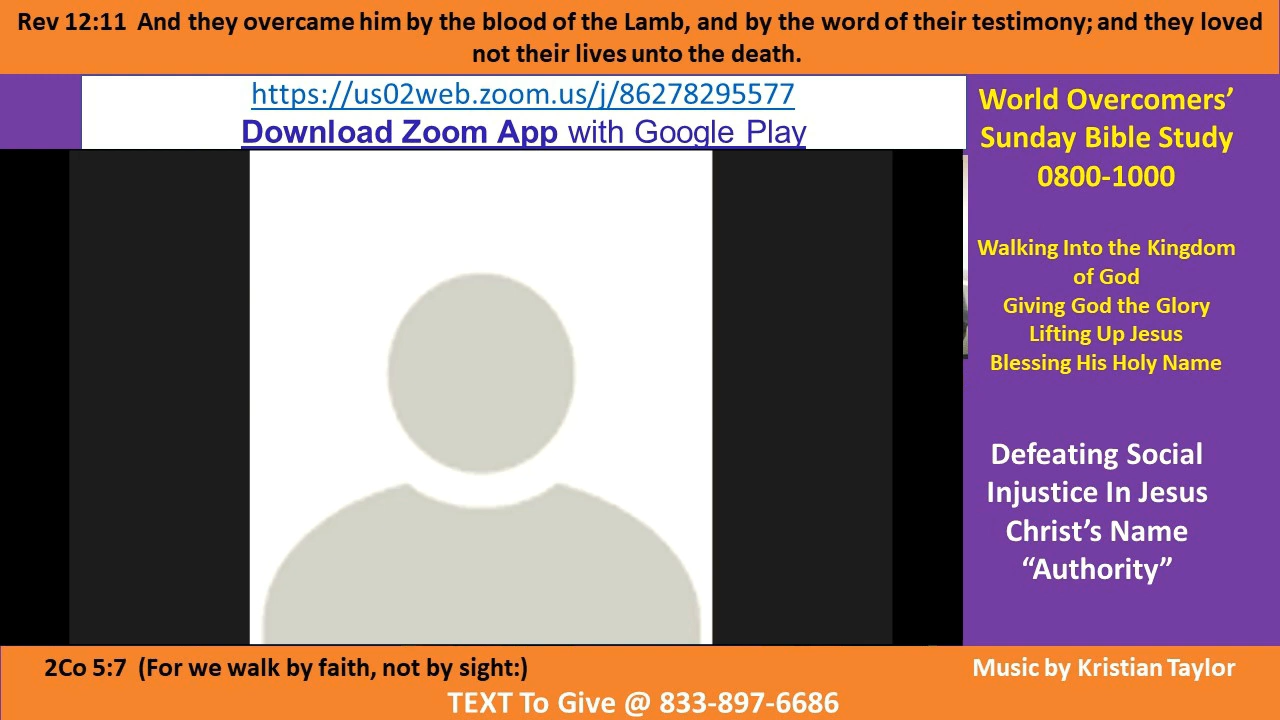 Rev 12:11  And they overcame him by the blood of the Lamb, and by the word of their testimony; and they loved
not their lives unto the death.
https://us02web.zoom.us/j/86278295577
Download Zoom App with Google Play
World Overcomers’
Sunday Bible Study
0800-1000
Walking Into the Kingdom
of God
Giving God the Glory
Lifting Up Jesus
Blessing His Holy Name
Defeating Social
Injustice In Jesus
Christ’s Name
“Authority”
2Co 5:7  (For we walk by faith, not by sight:)
Music by Kristian Taylor
TEXT To Give @ 833-897-6686